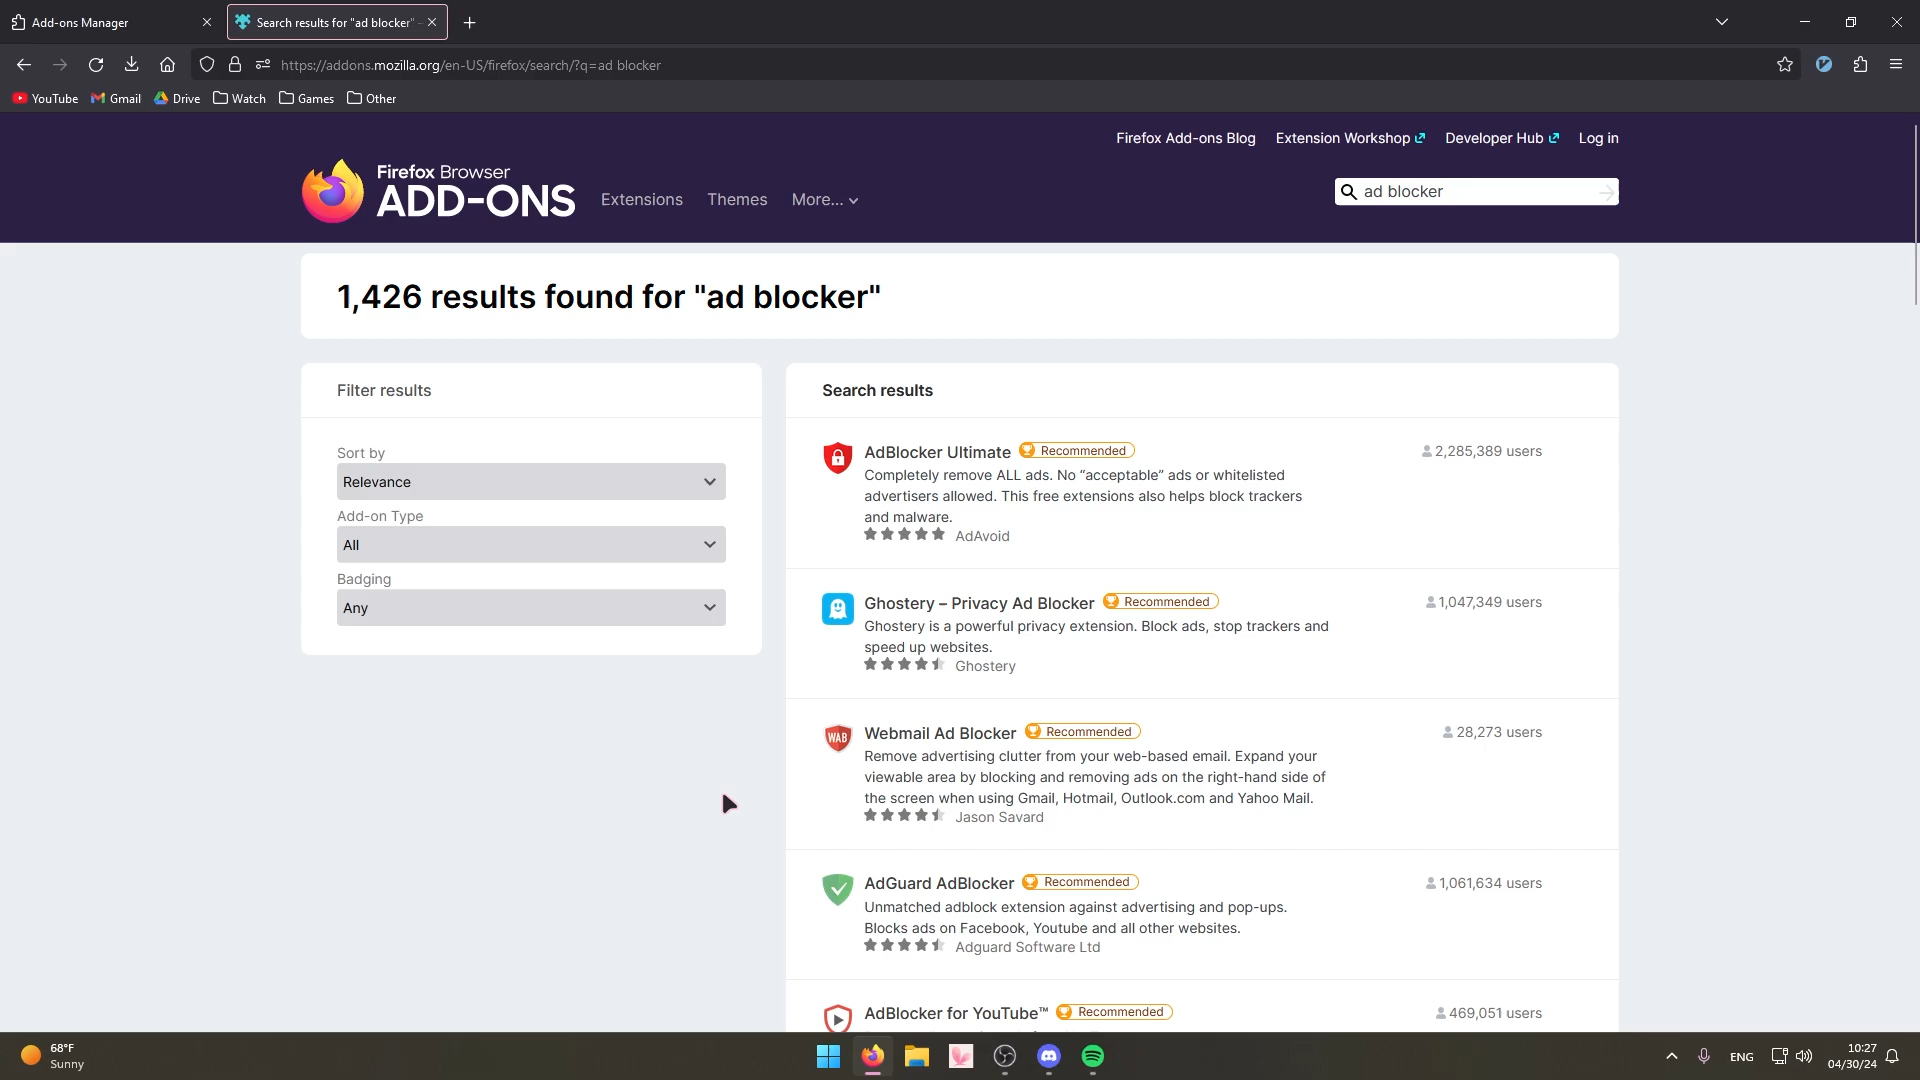 Add-ons Manager
Search results for "ad blocker" -
https://addons.mozilla.org/en-US/firefox/search/?q=ad blocker
YouTube
Gmail
Drive
Watch
Games
Other
Firefox Add-ons Blog
Extension Workshop
Developer Hub
Log in
Firefox Browser
ADD-ONS
Extensions
Themes
More...
ad blocker
1,426 results found for "ad blocker"
Filter results
Sort by
Relevance
Add-on Type
All
Badging
Any
Search results
AdBlocker Ultimate
Recommended
2,285,389 users
Completely remove ALL ads. No “acceptable” ads or whitelisted
advertisers allowed. This free extensions also helps block trackers
and malware.
AdAvoid
Ghostery – Privacy Ad Blocker
Recommended
1,047,349 users
Ghostery is a powerful privacy extension. Block ads, stop trackers and
speed up websites.
Ghostery
WAB
Webmail Ad Blocker
Recommended
28,273 users
Remove advertising clutter from your web-based email. Expand your
viewable area by blocking and removing ads on the right-hand side of
the screen when using Gmail, Hotmail, Outlook.com and Yahoo Mail.
Jason Savard
AdGuard AdBlocker
Recommended
1,061,634 users
Unmatched adblock extension against advertising and pop-ups.
Blocks ads on Facebook, Youtube and all other websites.
Adguard Software Ltd
AdBlocker for YouTube™
Recommended
469,051 users
68°F
Sunny
ENG
10:27
04/30/24